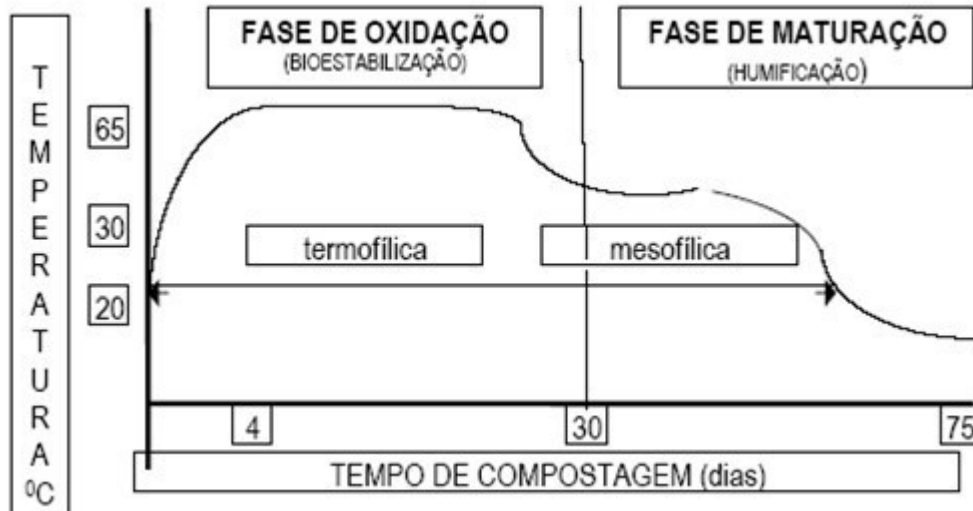 FASE DE OXIDAÇÃO
(BIOESTABILIZAÇÃO)
FASE DE MATURAÇÃO
(HUMIFICAÇÃO)
TEMPERATURA
ºC
65
30
20
termofílica
mesofílica
4
30
75
TEMPO DE COMPOSTAGEM (dias)